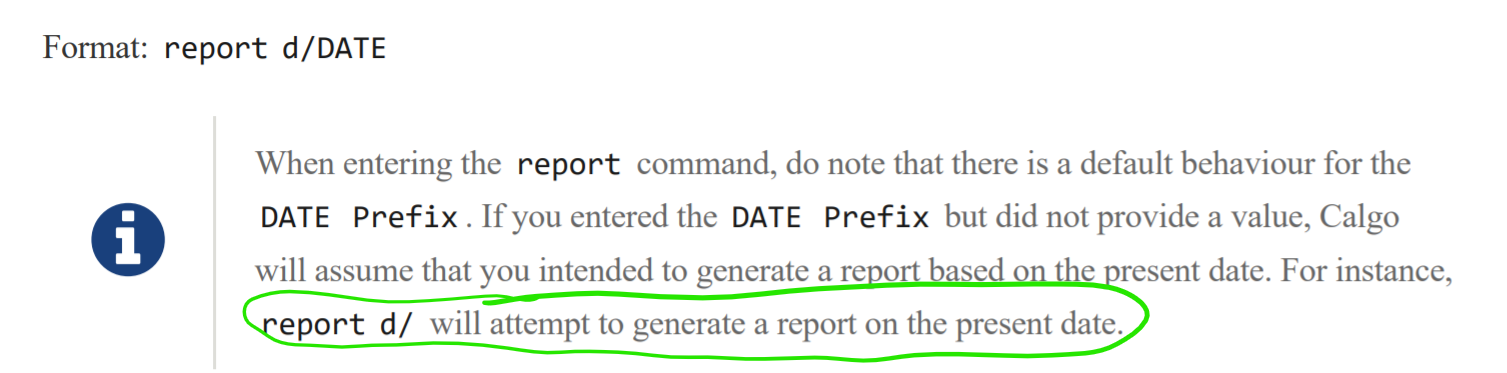 Format: report d/DATE
When entering the report command, do note that there is a default behaviour for the
DATE Prefix. If you entered the DATE Prefix but did not provide a value, Calgo
will assume that you intended to generate a report based on the present date. For instance,
report d/ will attempt to generate a report on the present date.